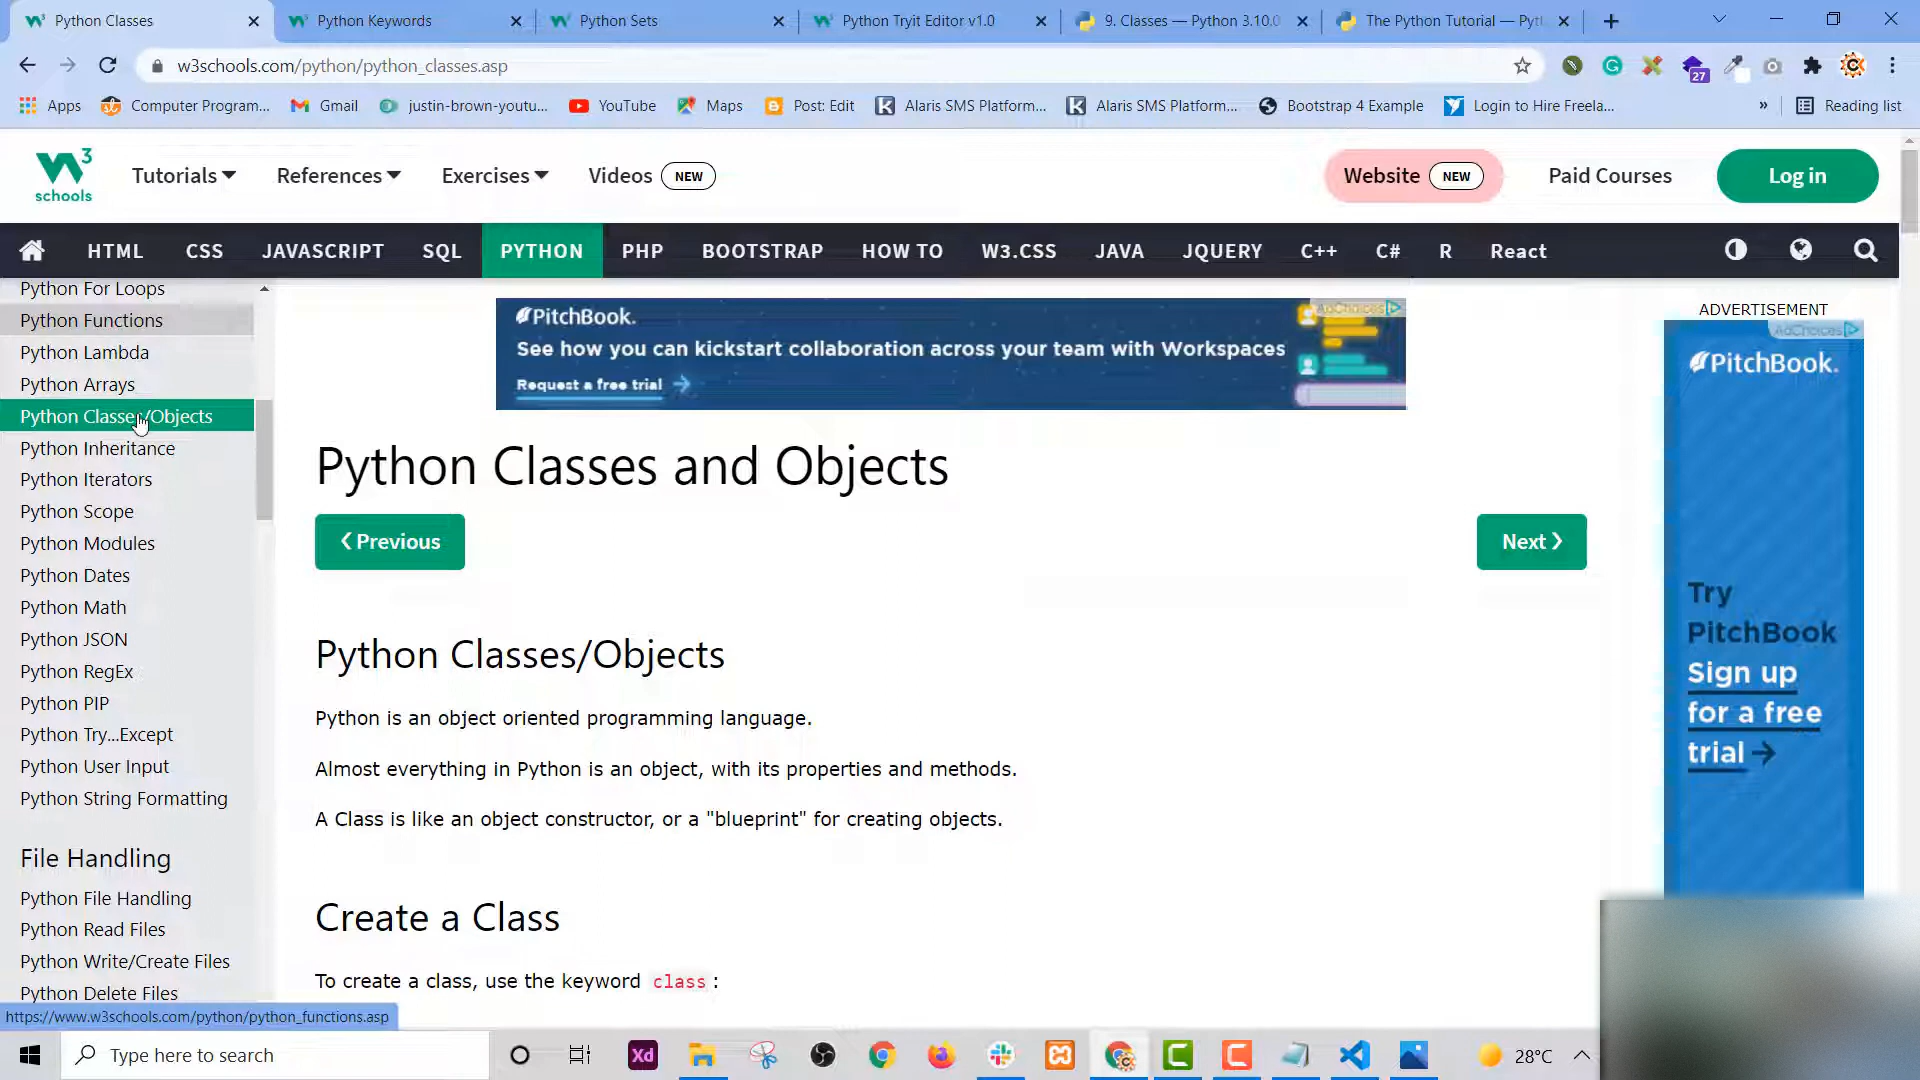 Python Classes
Python Keywords
Python Sets
Python Tryit Editor v1.0
9. Classes — Python 3.10.0
The Python Tutorial — Pyt
w3schools.com/python/python_classes.asp
27
Apps
Computer Program...
Gmail
justin-brown-youtu...
YouTube
Maps
Post: Edit
Alaris SMS Platform...
Alaris SMS Platform...
Bootstrap 4 Example
Login to Hire Freela...
»
Reading list
W3
schools
Tutorials
References
Exercises
Videos NEW
Website NEW
Paid Courses
Log in
HTML
CSS
JAVASCRIPT
SQL
PYTHON
PHP
BOOTSTRAP
HOW TO
W3.CSS
JAVA
JQUERY
C++
C#
R
React
Python For Loops
Python Functions
Python Lambda
Python Arrays
Python Classes/Objects
Python Inheritance
Python Iterators
Python Scope
Python Modules
Python Dates
Python Math
Python JSON
Python RegEx
Python PIP
Python Try...Except
Python User Input
Python String Formatting
File Handling
Python File Handling
Python Read Files
Python Write/Create Files
Python Delete Files
PitchBook.
AdChoices
See how you can kickstart collaboration across your team with Workspaces
Request a free trial →
Python Classes and Objects
❮ Previous
Next ❯
Python Classes/Objects
Python is an object oriented programming language.
Almost everything in Python is an object, with its properties and methods.
A Class is like an object constructor, or a "blueprint" for creating objects.
Create a Class
To create a class, use the keyword class :
ADVERTISEMENT
AdChoices
PitchBook.
Try
PitchBook
Sign up
for a free
trial →
https://www.w3schools.com/python/python_functions.asp
Type here to search
Xd
28°C